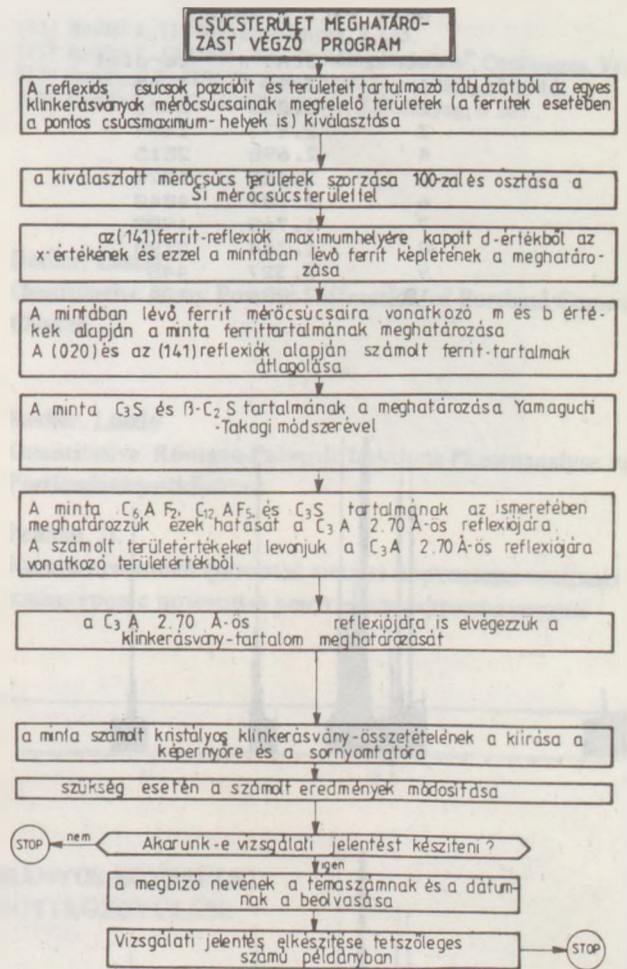 CSÚCSTERÜLET MEGHATÁRO-
ZÁST VÉGZŐ PROGRAM
A reflexiós csúcsok pozicióit és területeit tartalmazó táblázatból az egyes
klinkerásványok mérőcsúcsainak megfelelő területek (a ferritek esetében
a pontos csúcsmaximum-helyek is) kiválasztása
a kiválasztott mérőcsúcs területek szorzása 100-zal és osztása a
Si mérőcsúcsterülettel
az (141) ferrit-reflexiók maximumhelyére kapott d-értékből az
x-értékének és ezzel a mintában lévő ferrit képletének a meghatáro-
zása
A mintában lévő ferrit mérőcsúcsaira vonatkozó m és b érté-
kek alapján a minta ferrittartalmának meghatározása
A (020) és az (141) reflexiók alapján számolt ferrit-tartalmak
átlagolása
A minta C3S és β-C2S tartalmának a meghatározása Yamaguchi
-Takagi módszerével
A minta C6AF2, C12AF5, és C3S tartalmának az ismeretében
meghatározzuk ezek hatását a C3A 2.70 Å-ös reflexiojára.
A számolt területértékeket levonjuk a C3A 2.70 Å-ös reflexiojára
vonatkozó területértékből.
a C3A 2.70 Å-ös reflexiojára is elvégezzük a
klinkerásvány-tartalom meghatározását
a minta számolt kristályos klinkerásvány-összetételének a kiírása a
képernyőre és a sornyomtatóra
szükség esetén a számolt eredmények módosítása
STOP nem Akarunk-e vizsgálati jelentést készíteni ?
igen
a megbízó nevének a témaszámnak és a dátum-
nak a beolvasása
Vizsgálati jelentés elkészítése tetszőleges
számú példányban STOP